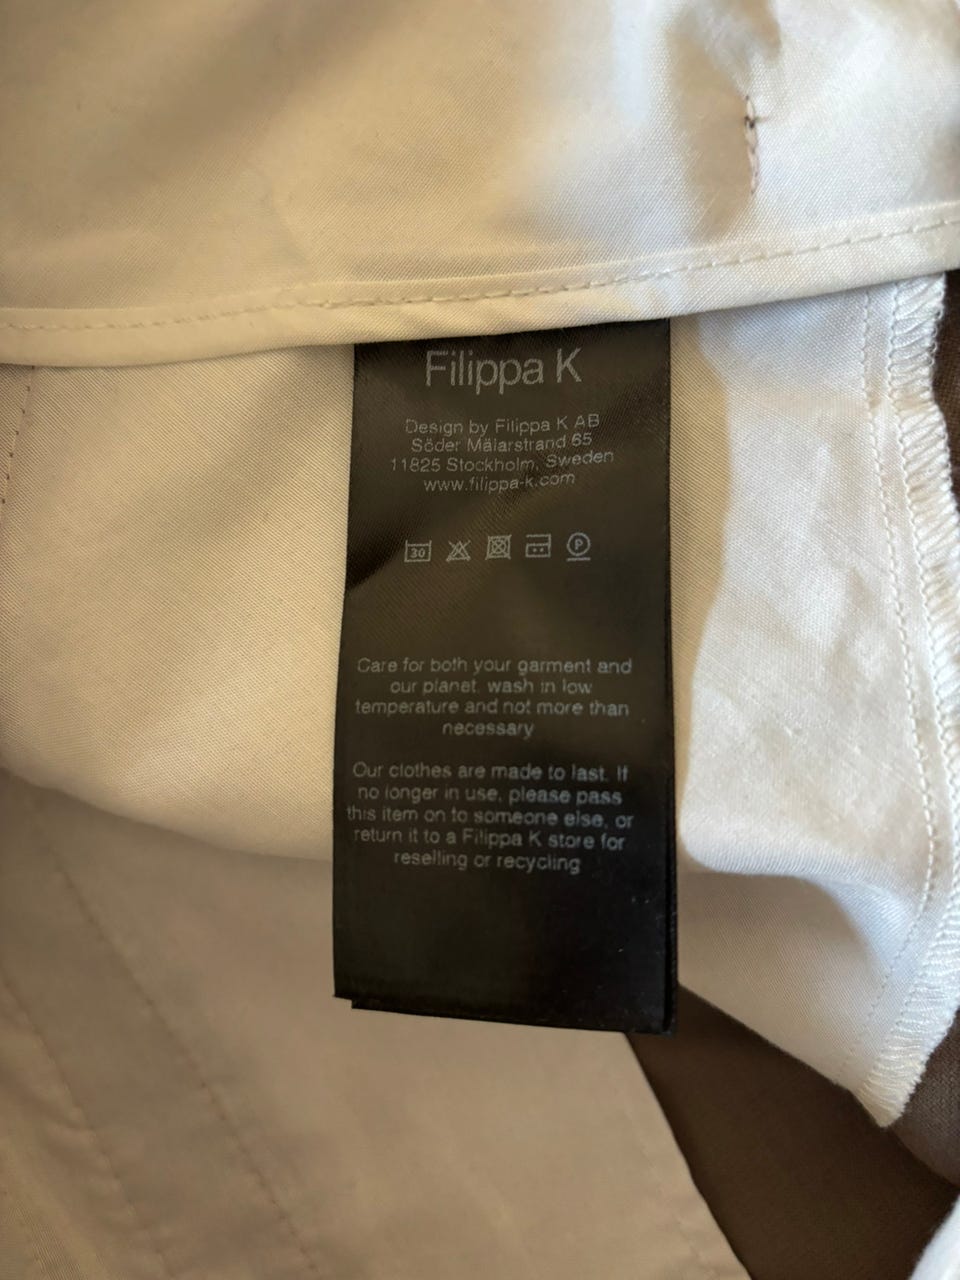 Filippa K
Design by Filippa K AB
Söder Mälarstrand 65
11825 Stockholm, Sweden
www.filippa-k.com
30
P
Care for both your garment and
our planet. wash in low
temperature and not more than
necessary
Our clothes are made to last. If
no longer in use, please pass
this item on to someone else, or
return it to a Filippa K store for
reselling or recycling